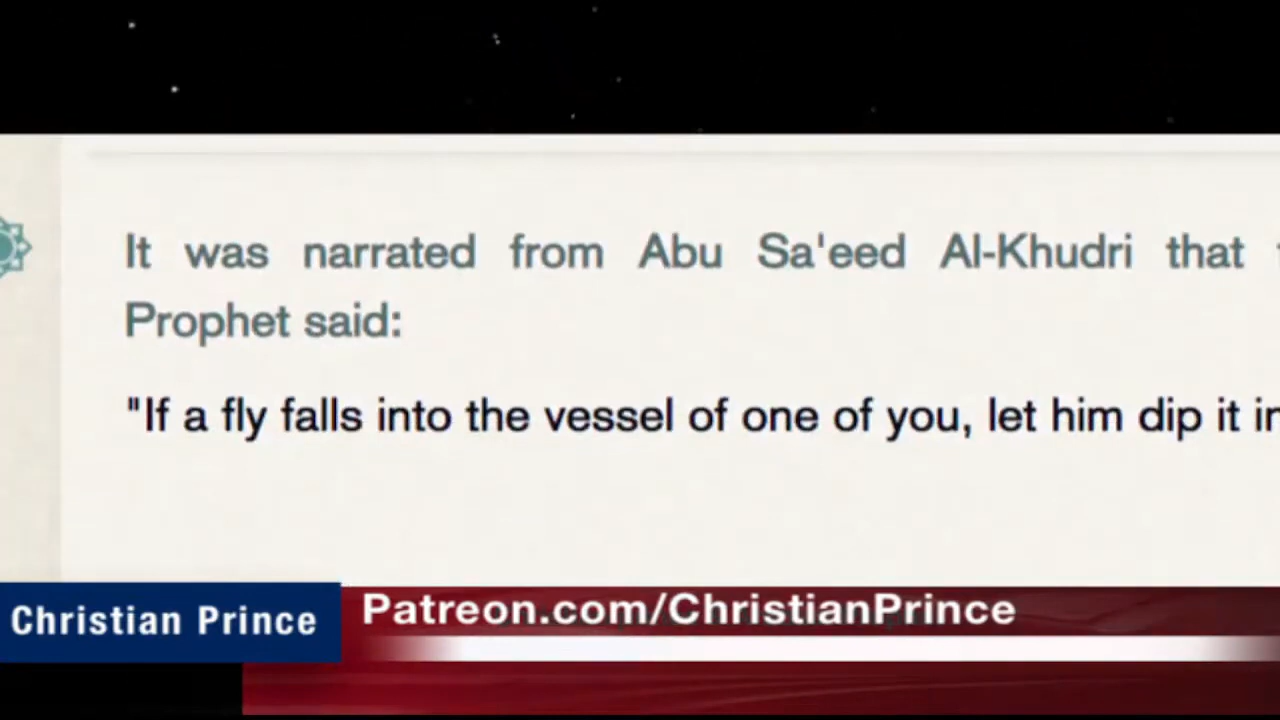 It was narrated from Abu Sa'eed Al-Khudri that
Prophet said:
"If a fly falls into the vessel of one of you, let him dip it in
Christian Prince
Patreon.com/ChristianPrince